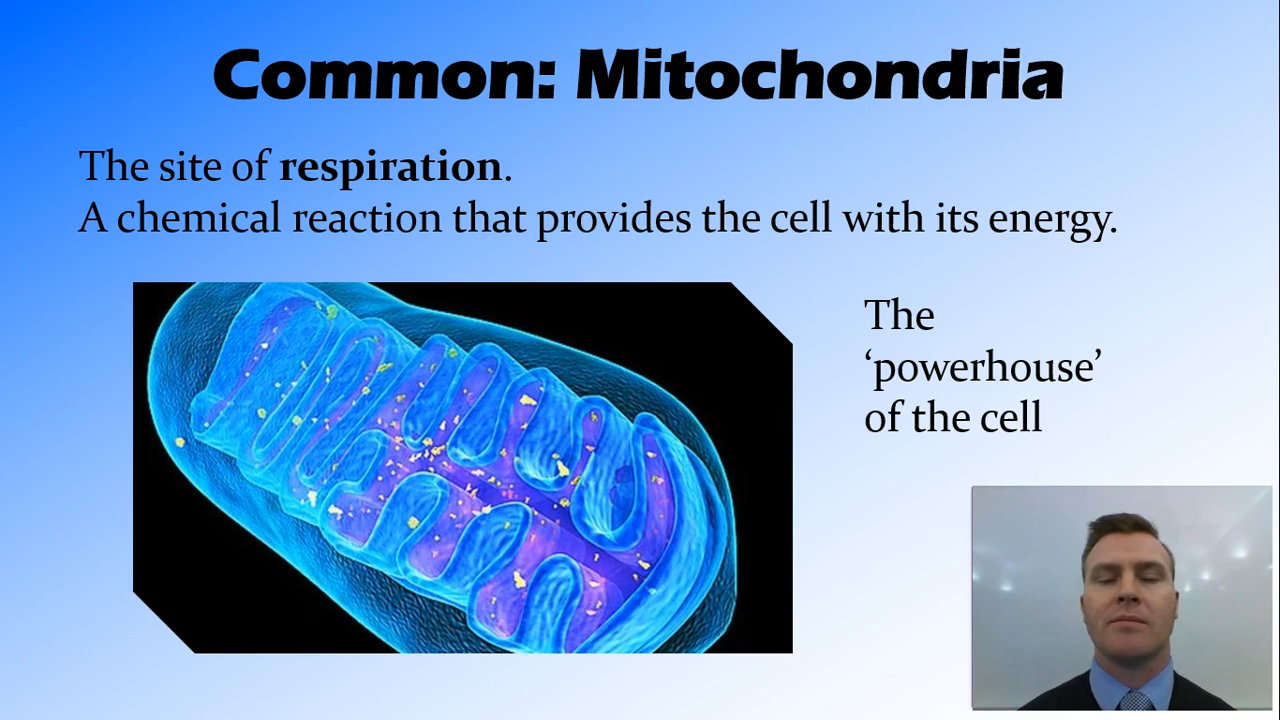 Common: Mitochondria
The site of respiration.
A chemical reaction that provides the cell with its energy.
The
‘powerhouse’
of the cell